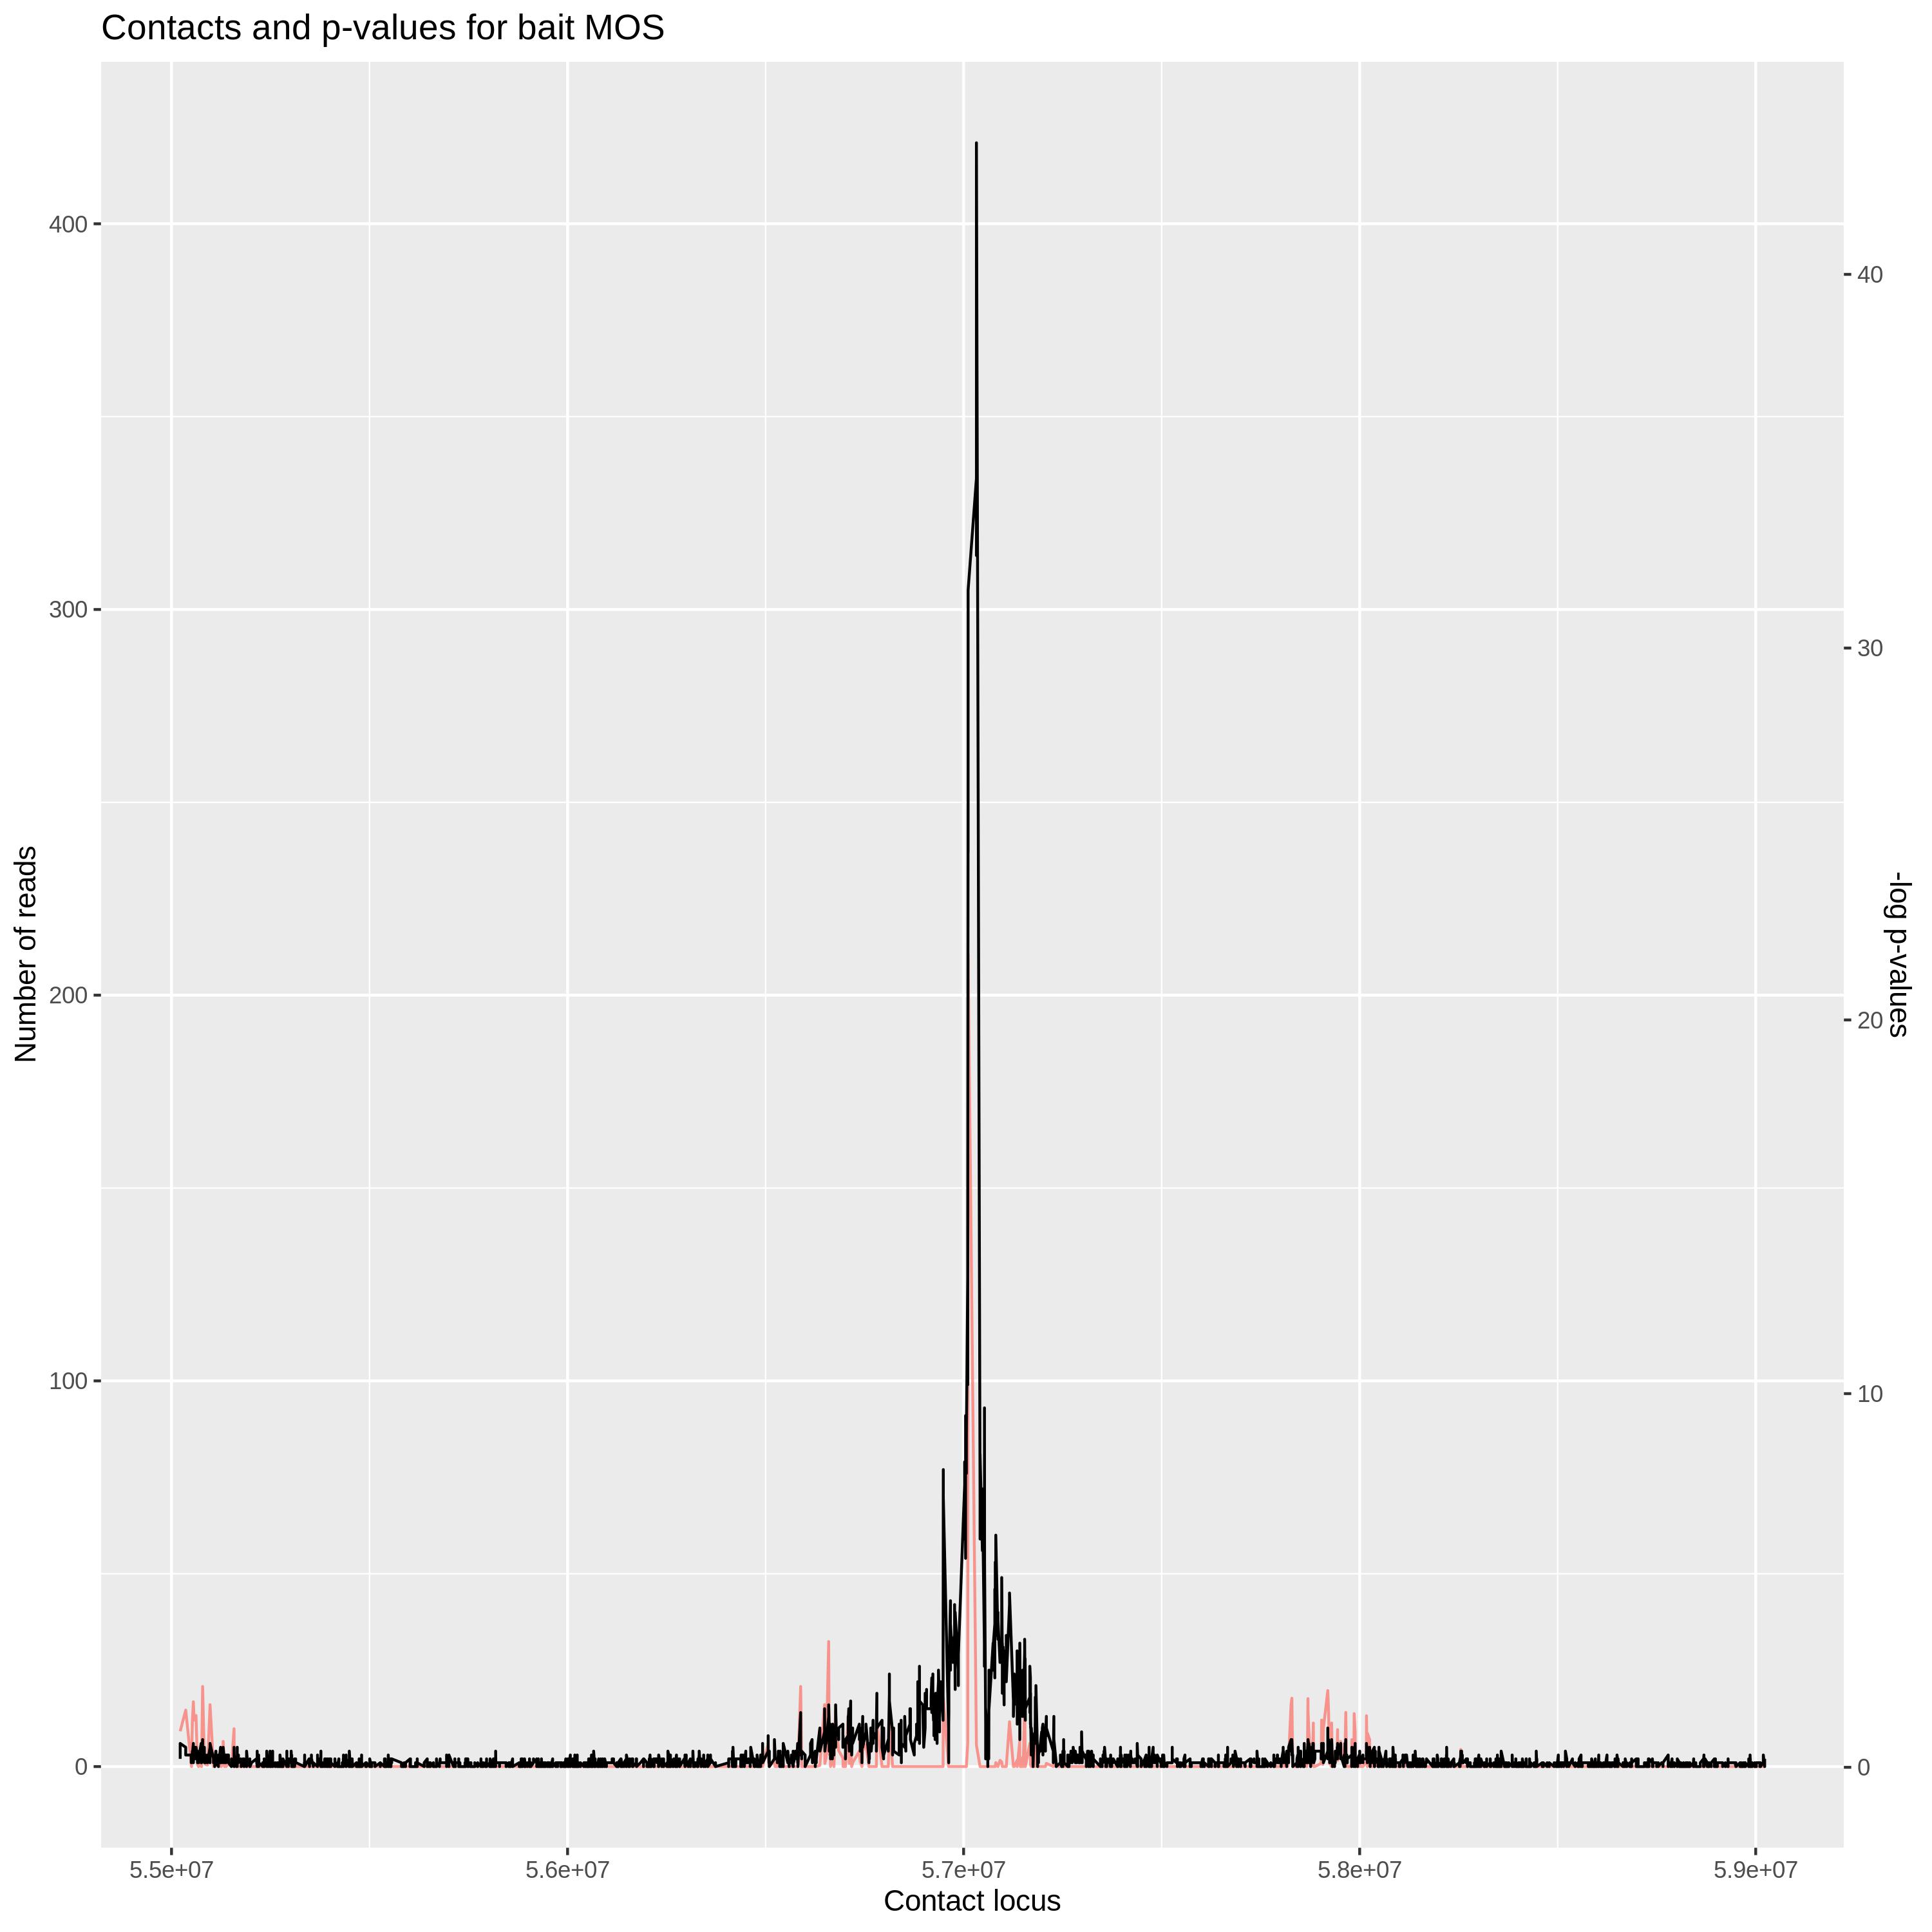 Contacts and p-values for bait MOS
400
300
200
100
0
Number of reads
40
30
20
10
0
-log p-values
5.5e+07
5.6e+07
5.7e+07
5.8e+07
5.9e+07
Contact locus